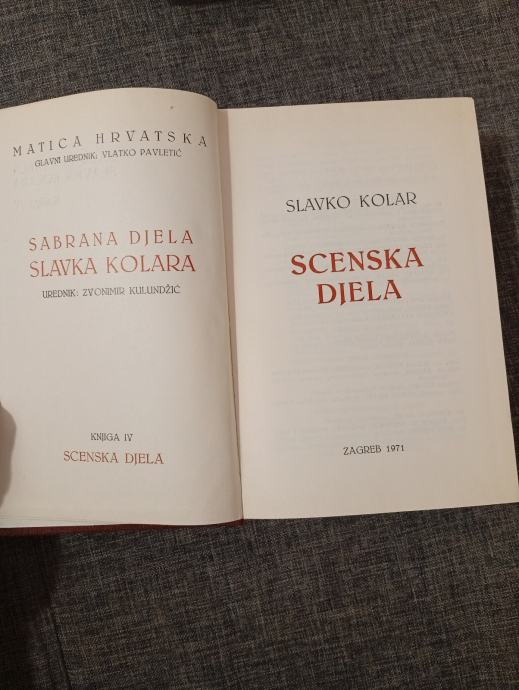 MATICA HRVATSKA
GLAVNI UREDNIK: VLATKO PAVLETIĆ
SABRANA DJELA
SLAVKA KOLARA
UREDNIK: ZVONIMIR KULUNDŽIĆ
KNJIGA IV
SCENSKA DJELA
SLAVKO KOLAR
SCENSKA
DJELA
ZAGREB 1971